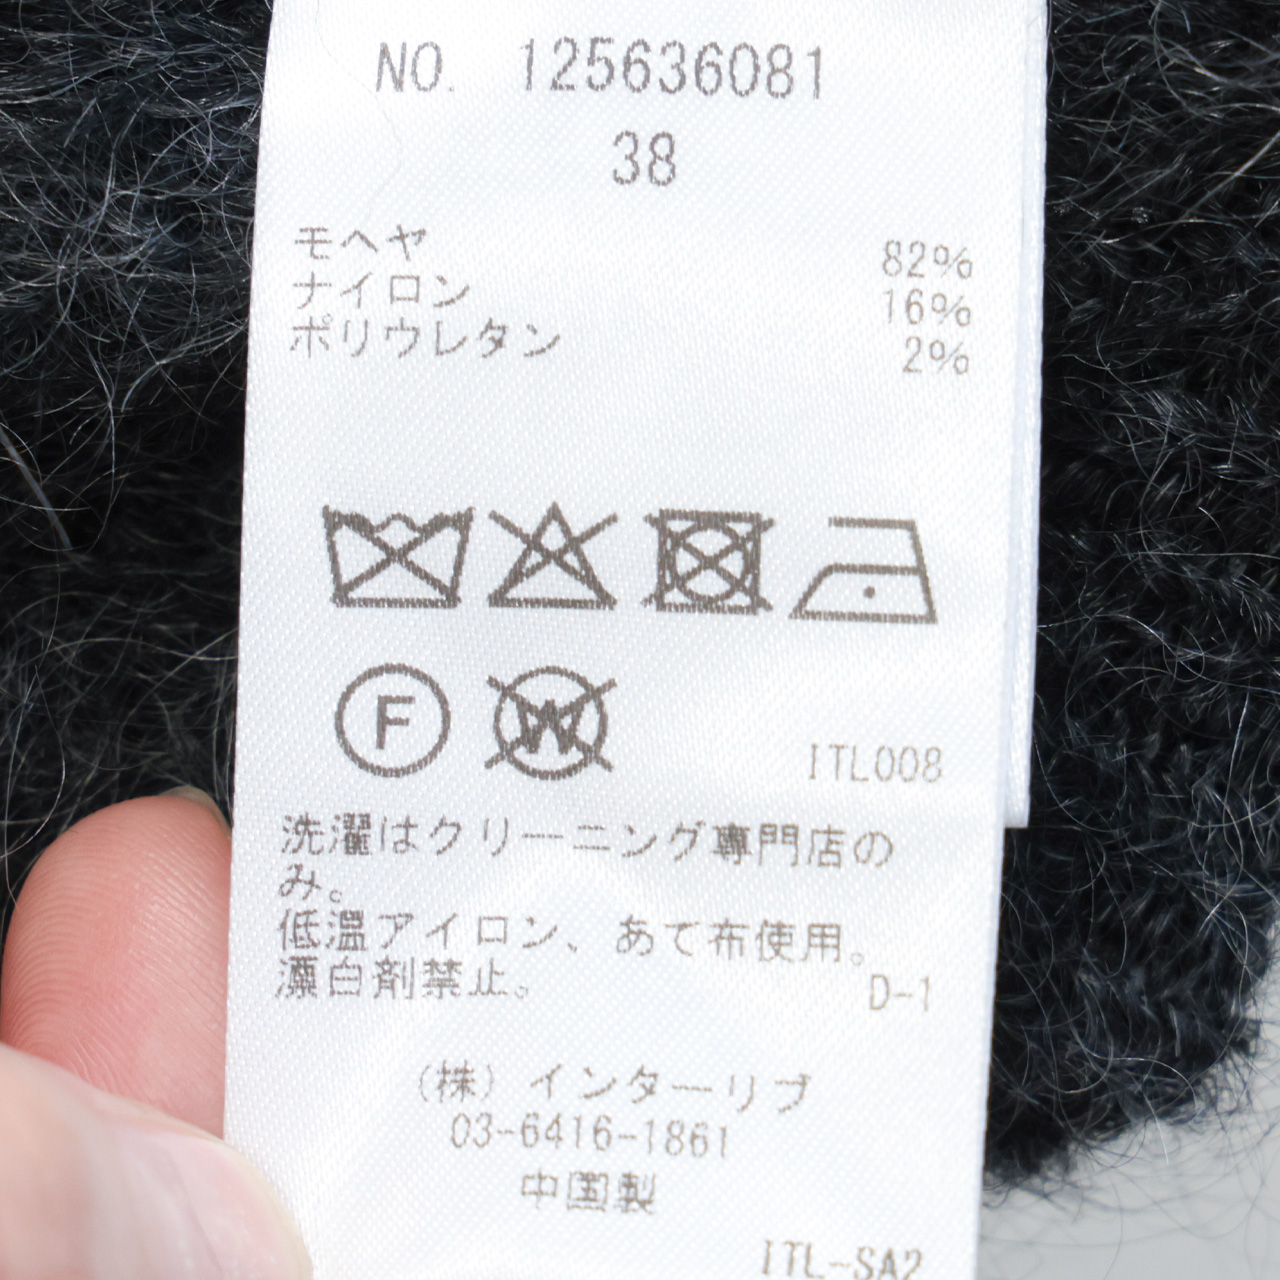 NO. 125636081
38
モヘヤ 82%
ナイロン 16%
ポリウレタン 2%
F W
ITL008
洗濯はクリーニング専門店の
み。
低温アイロン、あて布使用。
漂白剤禁止。
D-1
(株)インターリブ
03-6416-1861
中国製
ITL-SA2